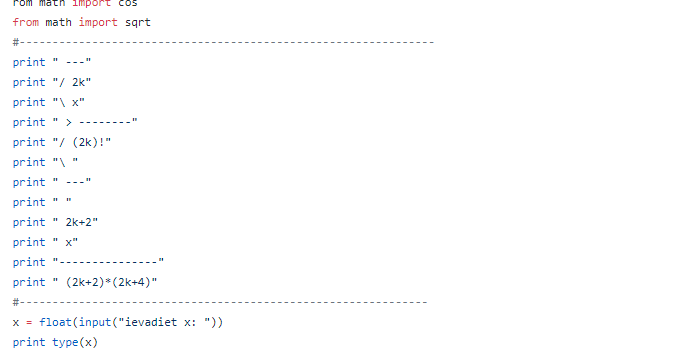 rom math import cos
from math import sqrt
#---------------------------------------------------------------
print " ---"
print "/ 2k"
print "\ x"
print " > --------"
print "/ (2k)!"
print "\ "
print " ---"
print " "
print " 2k+2"
print " x"
print "---------------"
print " (2k+2)*(2k+4)"
#--------------------------------------------------------------
x = float(input("ievadiet x: "))
print type(x)